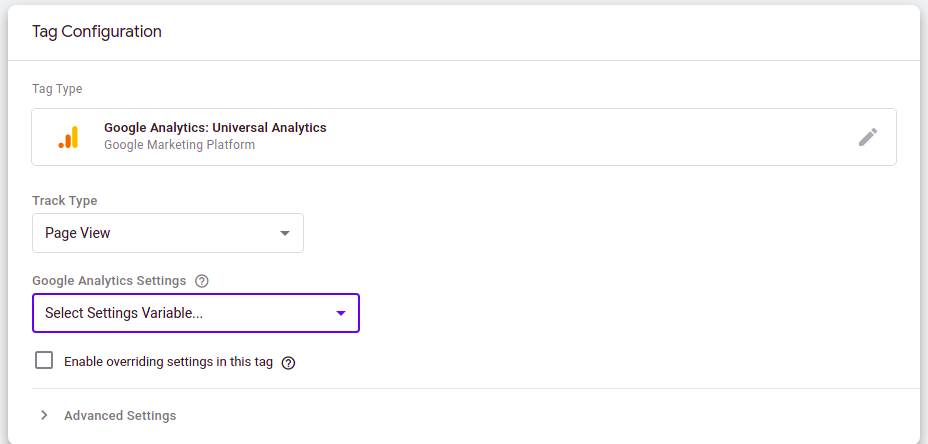 Tag Configuration
Tag Type
Google Analytics: Universal Analytics
Google Marketing Platform
Track Type
Page View
Google Analytics Settings
Select Settings Variable...
Enable overriding settings in this tag
Advanced Settings